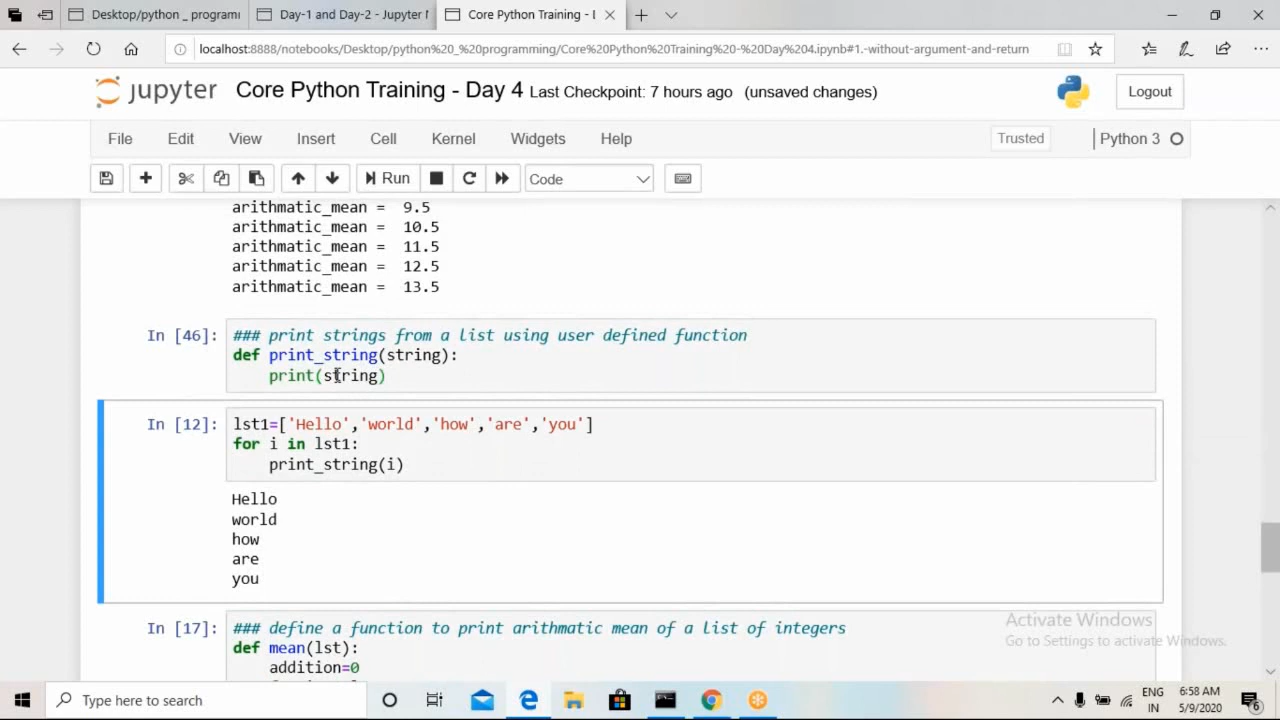 Desktop/python _ programi
Day-1 and Day-2 - Jupyter N
Core Python Training - D
localhost:8888/notebooks/Desktop/python%20_%20programming/Core%20Python%20Training%20-%20Day%204.ipynb#1.-without-argument-and-return
jupyter Core Python Training - Day 4 Last Checkpoint: 7 hours ago (unsaved changes) Logout
File Edit View Insert Cell Kernel Widgets Help Trusted Python 3
Run Code
arithmatic_mean = 9.5
arithmatic_mean = 10.5
arithmatic_mean = 11.5
arithmatic_mean = 12.5
arithmatic_mean = 13.5
In [46]: ### print strings from a list using user defined function
def print_string(string):
print(string)
In [12]: lst1=['Hello','world','how','are','you']
for i in lst1:
print_string(i)
Hello
world
how
are
you
In [17]: ### define a function to print arithmatic mean of a list of integers
def mean(lst):
addition=0
Activate Windows
Go to Settings to activate Windows.
Type here to search
ENG
IN
6:58 AM
5/9/2020
6